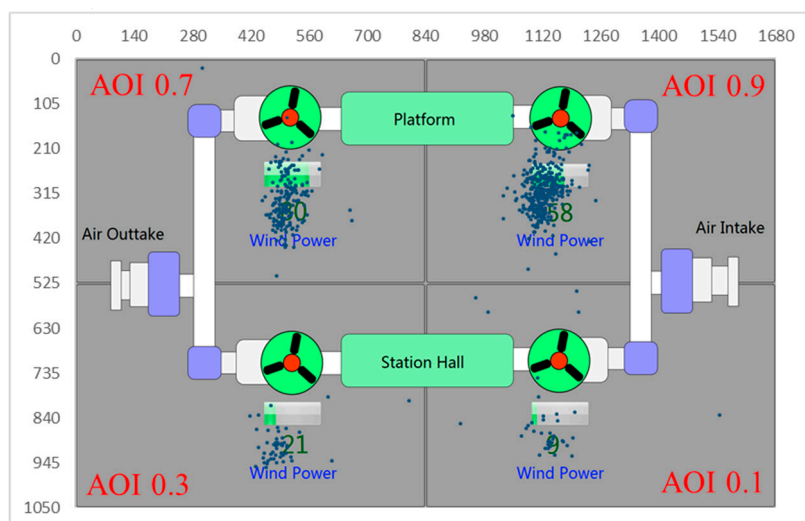 0 140 280 420 560 700 840 980 1120 1260 1400 1540 1680
0
AOI 0.7
AOI 0.9
105
Platform
210
315
58
420
Air Outtake
Wind Power
Wind Power
Air Intake
525
630
Station Hall
735
840
21
9
945
Wind Power
Wind Power
AOI 0.3
AOI 0.1
1050